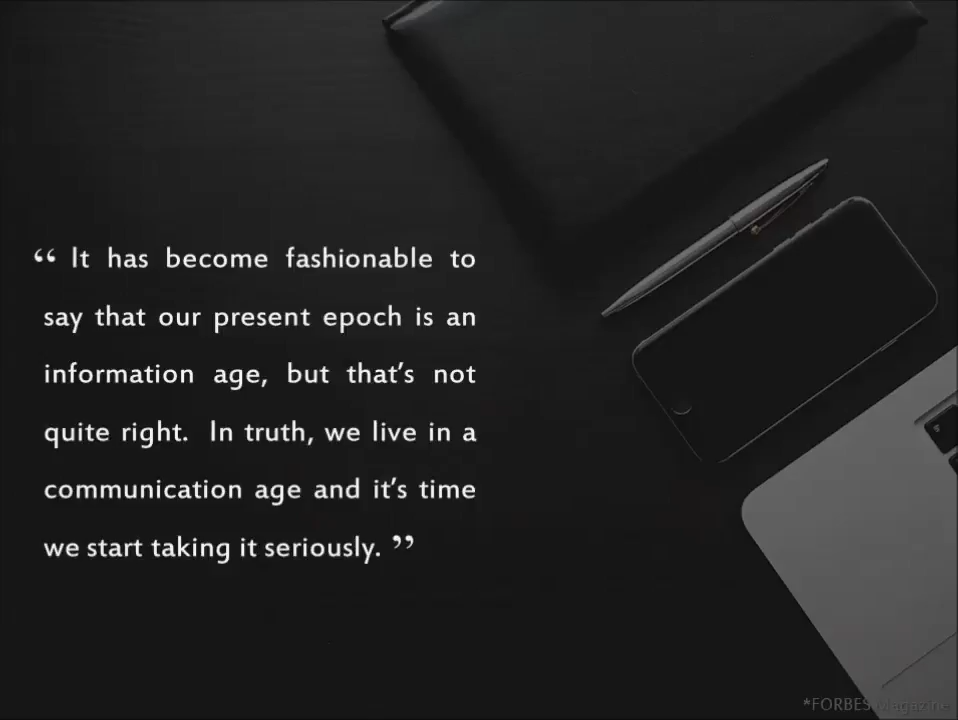 “ It has become fashionable to
say that our present epoch is an
information age, but that’s not
quite right.  In truth, we live in a
communication age and it’s time
we start taking it seriously. ”
*FORBES Magazine